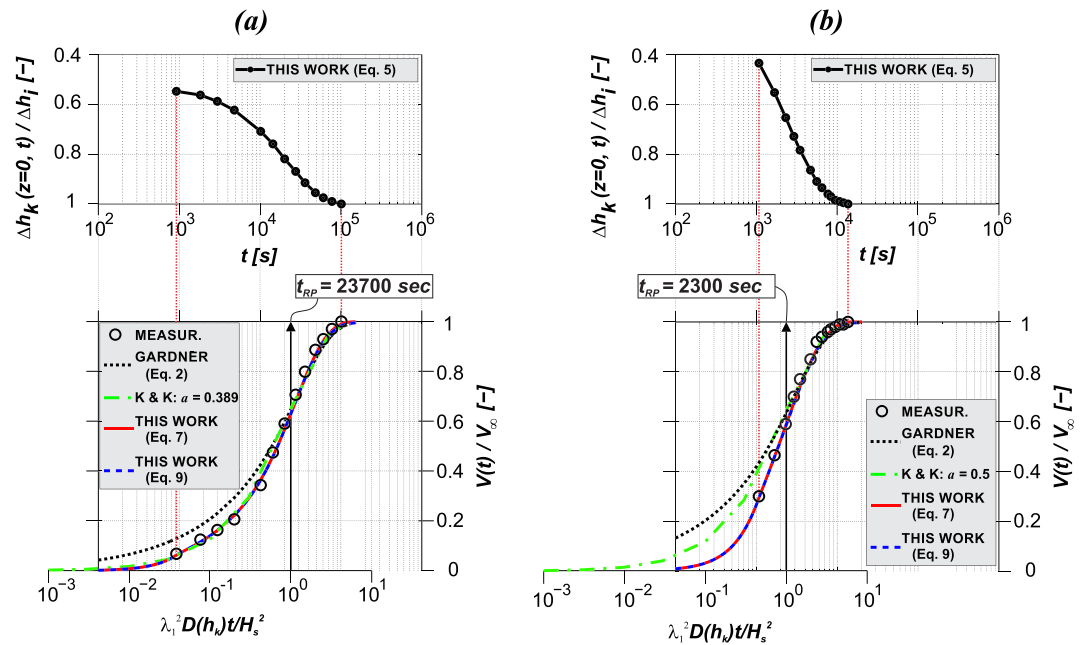 (a)
0.4
0.6
0.8
1
Δh_k (z=0, t) / Δh_i [–]
THIS WORK (Eq. 5)
10^2 10^3 10^4 10^5 10^6
t [s]
t_RP = 23700 sec
MEASUR.
GARDNER
(Eq. 2)
K & K: a = 0.389
THIS WORK
(Eq. 7)
THIS WORK
(Eq. 9)
1
0.8
0.6
0.4
0.2
0
V(t) / V_∞ [–]
10^−3 10^−2 10^−1 10^0 10^1
λ_1^2 D(h_k)t/H_s^2
(b)
0.4
0.6
0.8
1
Δh_k (z=0, t) / Δh_i [–]
THIS WORK (Eq. 5)
10^2 10^3 10^4 10^5 10^6
t [s]
t_RP = 2300 sec
1
0.8
0.6
0.4
0.2
0
V(t) / V_∞ [–]
MEASUR.
GARDNER
(Eq. 2)
K & K: a = 0.5
THIS WORK
(Eq. 7)
THIS WORK
(Eq. 9)
10^−3 10^−2 10^−1 10^0 10^1
λ_1^2 D(h_k)t/H_s^2